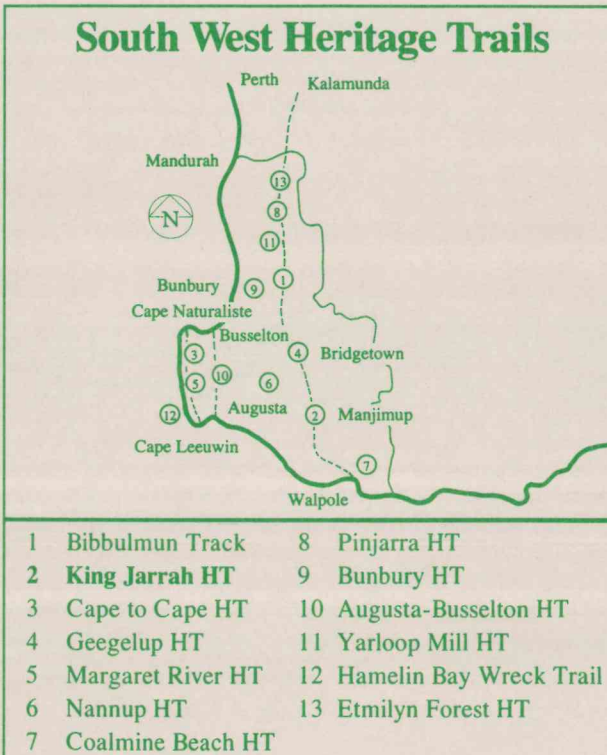 South West Heritage Trails
Perth
Kalamunda
Mandurah
13
8
N
11
1
Bunbury
9
Cape Naturaliste
Busselton
3
4
Bridgetown
5
10
6
12
Augusta
2
Manjimup
Cape Leeuwin
7
Walpole
1 Bibbulmun Track
2 King Jarrah HT
3 Cape to Cape HT
4 Geegelup HT
5 Margaret River HT
6 Nannup HT
7 Coalmine Beach HT
8 Pinjarra HT
9 Bunbury HT
10 Augusta-Busselton HT
11 Yarloop Mill HT
12 Hamelin Bay Wreck Trail
13 Etmilyn Forest HT